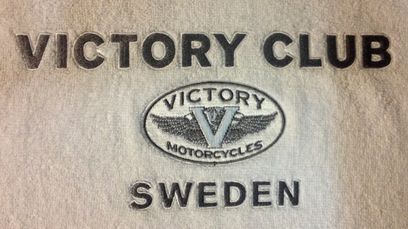 VICTORY CLUB
VICTORY
V
MOTORCYCLES
SWEDEN